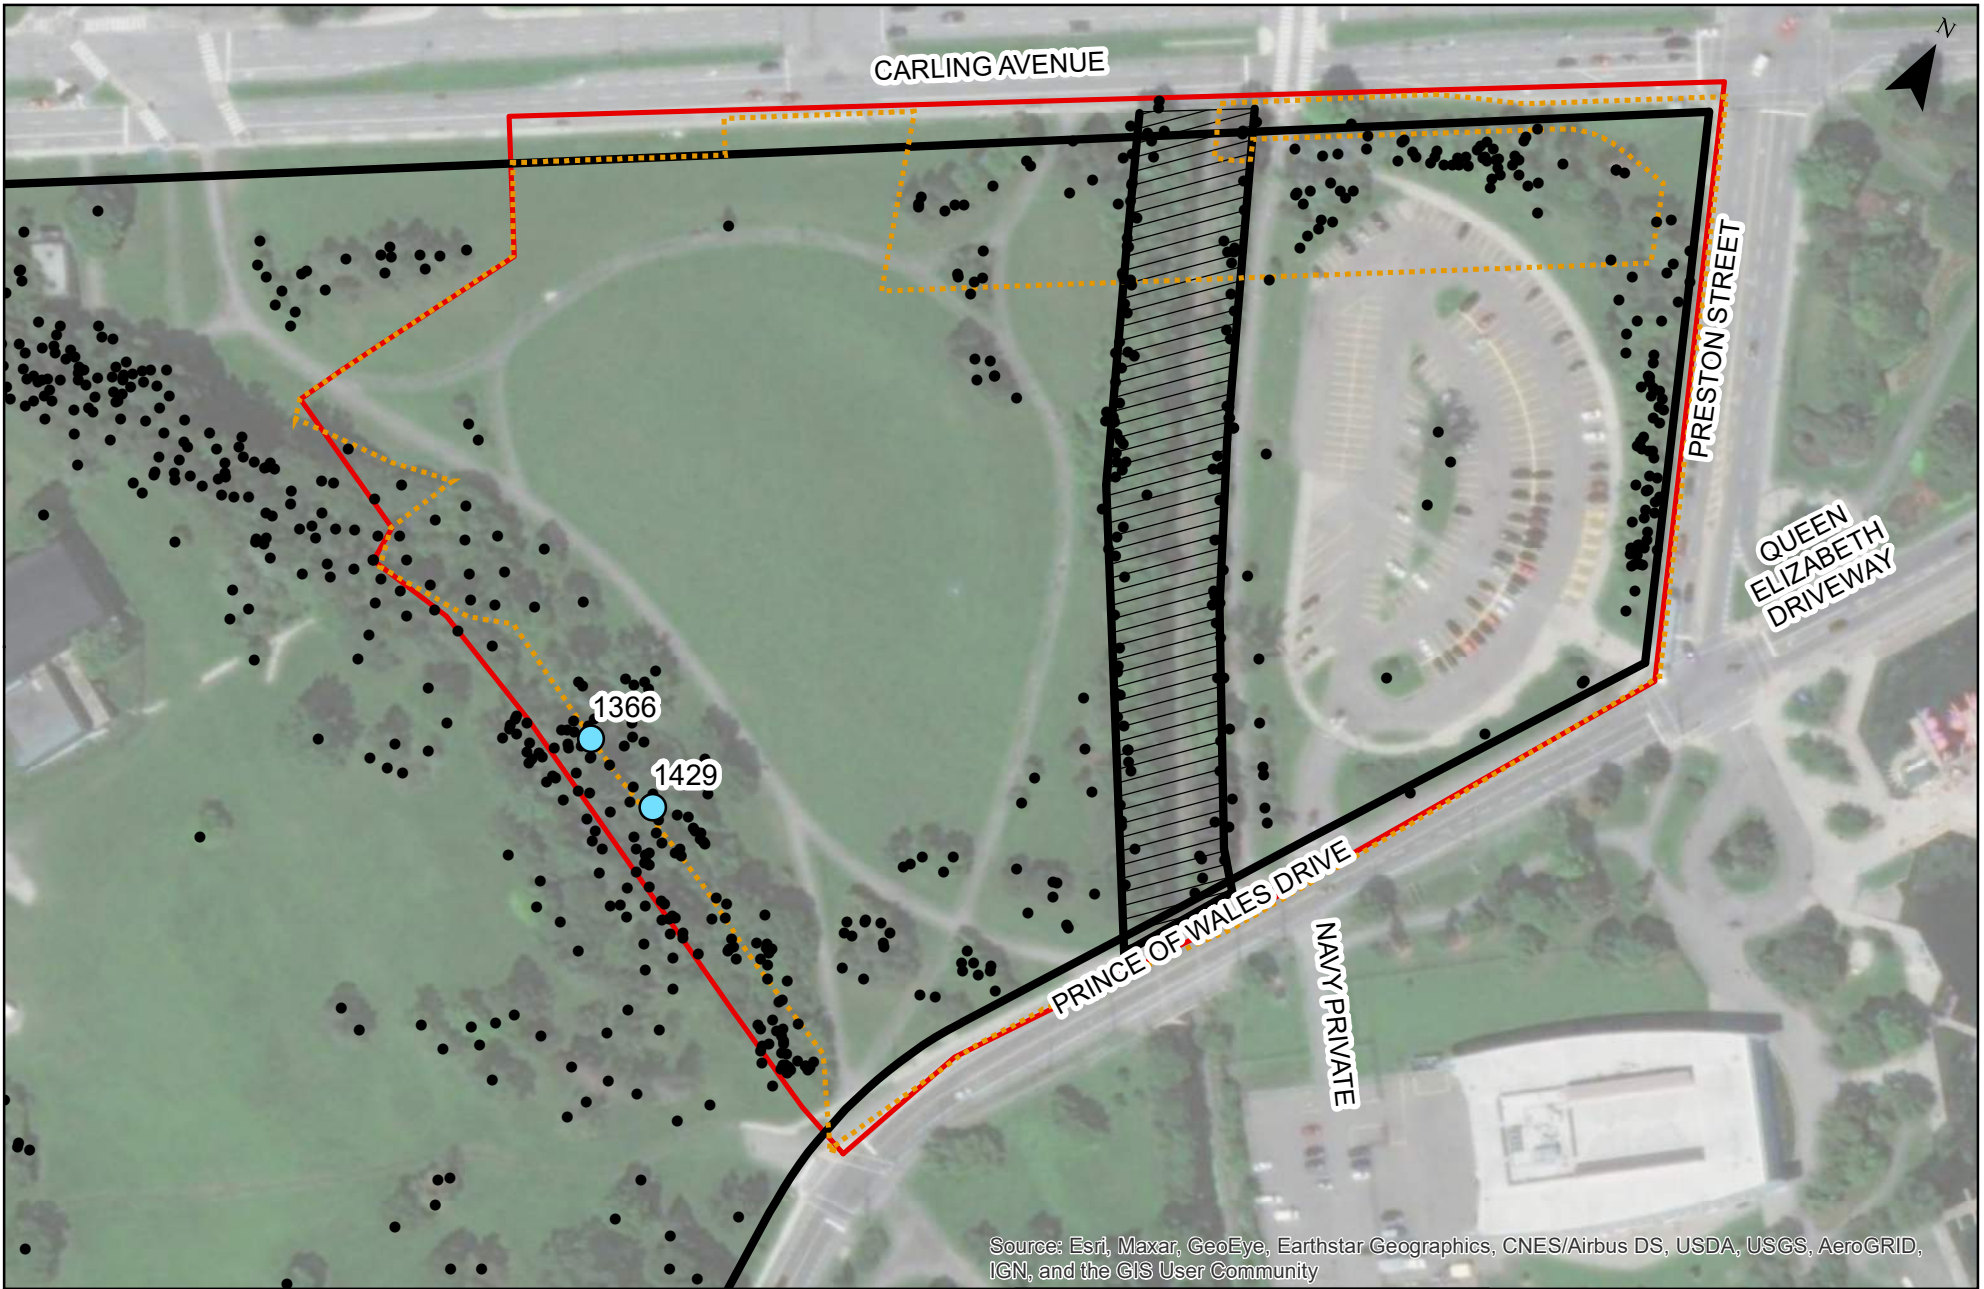 N
CARLING AVENUE
PRESTON STREET
QUEEN
ELIZABETH
DRIVEWAY
1366
1429
PRINCE OF WALES DRIVE
NAVY PRIVATE
Source: Esri, Maxar, GeoEye, Earthstar Geographics, CNES/Airbus DS, USDA, USGS, AeroGRID,
IGN, and the GIS User Community